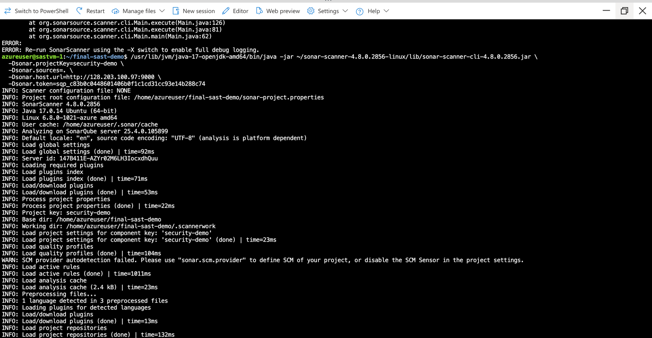 Switch to PowerShell Restart Manage files New session Editor Web preview Settings Help
at org.sonarsource.scanner.cli.Main.execute(Main.java:126)
at org.sonarsource.scanner.cli.Main.execute(Main.java:81)
at org.sonarsource.scanner.cli.Main.main(Main.java:62)
ERROR:
ERROR: Re-run SonarScanner using the -X switch to enable full debug logging.
azureuser@sastvm-1:~/final-sast-demo$ /usr/lib/jvm/java-17-openjdk-amd64/bin/java -jar ~/sonar-scanner-4.8.0.2856-linux/lib/sonar-scanner-cli-4.8.0.2856.jar \
-Dsonar.projectKey=security-demo \
-Dsonar.sources=. \
-Dsonar.host.url=http://128.203.100.97:9000 \
-Dsonar.token=sqp_c83b0c0448601406b0f1c1cd31cc93e14b288c74
INFO: Scanner configuration file: NONE
INFO: Project root configuration file: /home/azureuser/final-sast-demo/sonar-project.properties
INFO: SonarScanner 4.8.0.2856
INFO: Java 17.0.14 Ubuntu (64-bit)
INFO: Linux 6.8.0-1021-azure amd64
INFO: User cache: /home/azureuser/.sonar/cache
INFO: Analyzing on SonarQube server 25.4.0.105899
INFO: Default locale: "en", source code encoding: "UTF-8" (analysis is platform dependent)
INFO: Load global settings
INFO: Load global settings (done) | time=92ms
INFO: Server id: 147B411E-AZYr02M6LH3IocxdhQuu
INFO: Loading required plugins
INFO: Load plugins index
INFO: Load plugins index (done) | time=71ms
INFO: Load/download plugins
INFO: Load/download plugins (done) | time=53ms
INFO: Process project properties
INFO: Process project properties (done) | time=22ms
INFO: Project key: security-demo
INFO: Base dir: /home/azureuser/final-sast-demo
INFO: Working dir: /home/azureuser/final-sast-demo/.scannerwork
INFO: Load project settings for component key: 'security-demo'
INFO: Load project settings for component key: 'security-demo' (done) | time=23ms
INFO: Load quality profiles
INFO: Load quality profiles (done) | time=104ms
WARN: SCM provider autodetection failed. Please use "sonar.scm.provider" to define SCM of your project, or disable the SCM Sensor in the project settings.
INFO: Load active rules
INFO: Load active rules (done) | time=1011ms
INFO: Load analysis cache
INFO: Load analysis cache (2.4 kB) | time=23ms
INFO: Preprocessing files...
INFO: 1 language detected in 3 preprocessed files
INFO: Loading plugins for detected languages
INFO: Load/download plugins
INFO: Load/download plugins (done) | time=13ms
INFO: Load project repositories
INFO: Load project repositories (done) | time=132ms